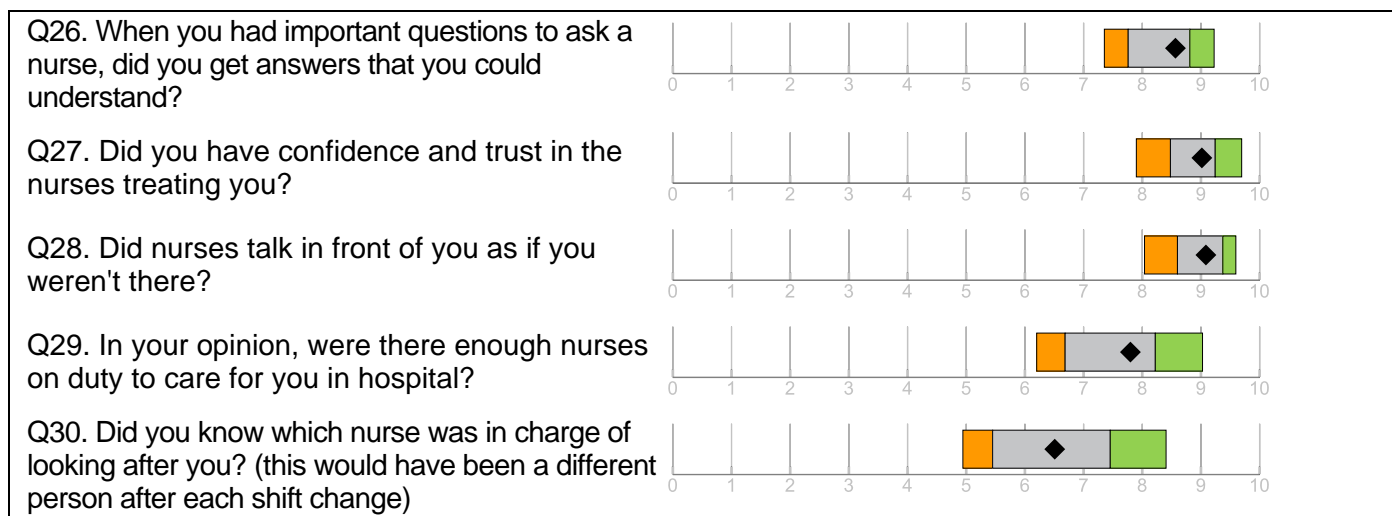 Q26. When you had important questions to ask a
nurse, did you get answers that you could
understand?
0 1 2 3 4 5 6 7 8 9 10
Q27. Did you have confidence and trust in the
nurses treating you?
0 1 2 3 4 5 6 7 8 9 10
Q28. Did nurses talk in front of you as if you
weren't there?
0 1 2 3 4 5 6 7 8 9 10
Q29. In your opinion, were there enough nurses
on duty to care for you in hospital?
0 1 2 3 4 5 6 7 8 9 10
Q30. Did you know which nurse was in charge of
looking after you? (this would have been a different
person after each shift change)
0 1 2 3 4 5 6 7 8 9 10